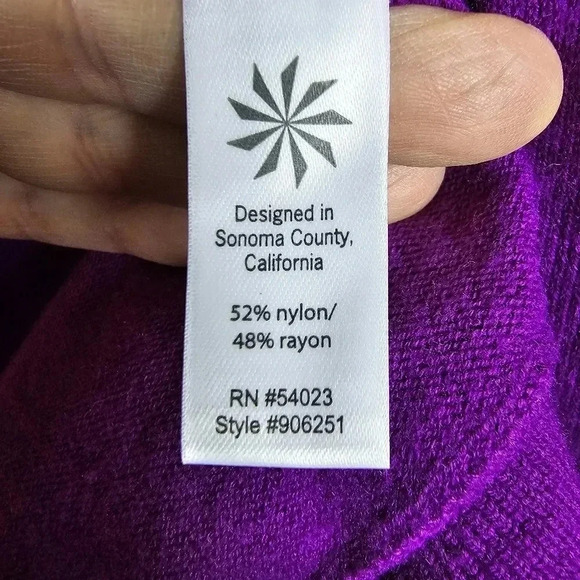 Designed in
Sonoma County,
California
52% nylon/
48% rayon
RN #54023
Style #906251